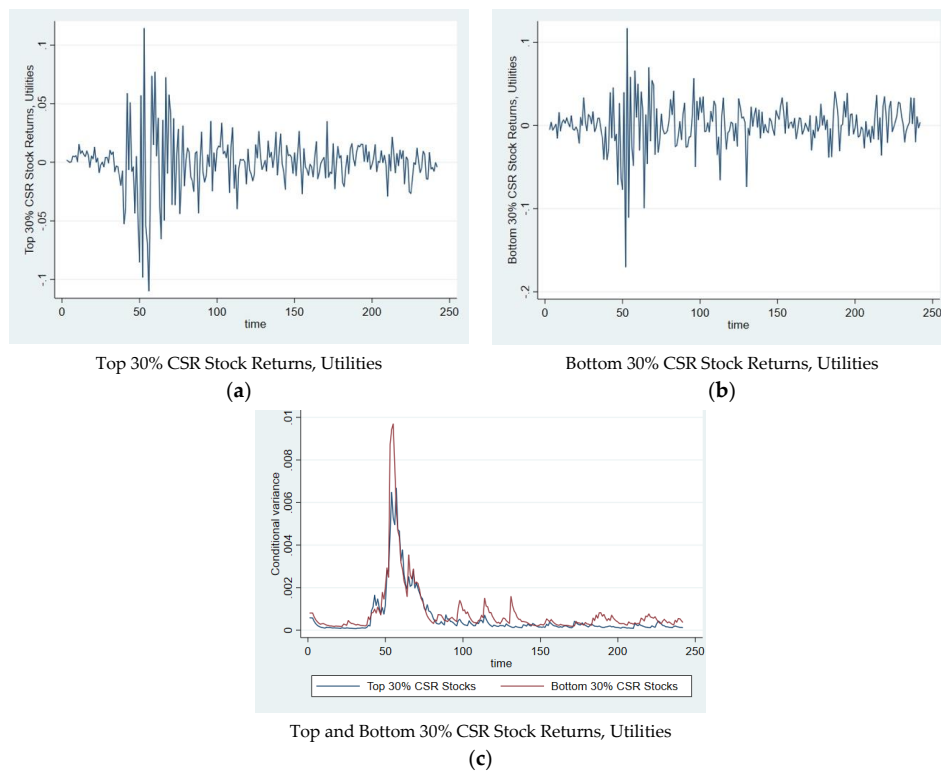 Top 30% CSR Stock Returns, Utilities
.1
.05
0
-.05
-.1
0 50 100 150 200 250
time
Top 30% CSR Stock Returns, Utilities
(a)
Bottom 30% CSR Stock Returns, Utilities
.1
0
-.1
-.2
0 50 100 150 200 250
time
Bottom 30% CSR Stock Returns, Utilities
(b)
Conditional variance
.01
.008
.006
.004
.002
0
0 50 100 150 200 250
time
Top 30% CSR Stocks Bottom 30% CSR Stocks
Top and Bottom 30% CSR Stock Returns, Utilities
(c)